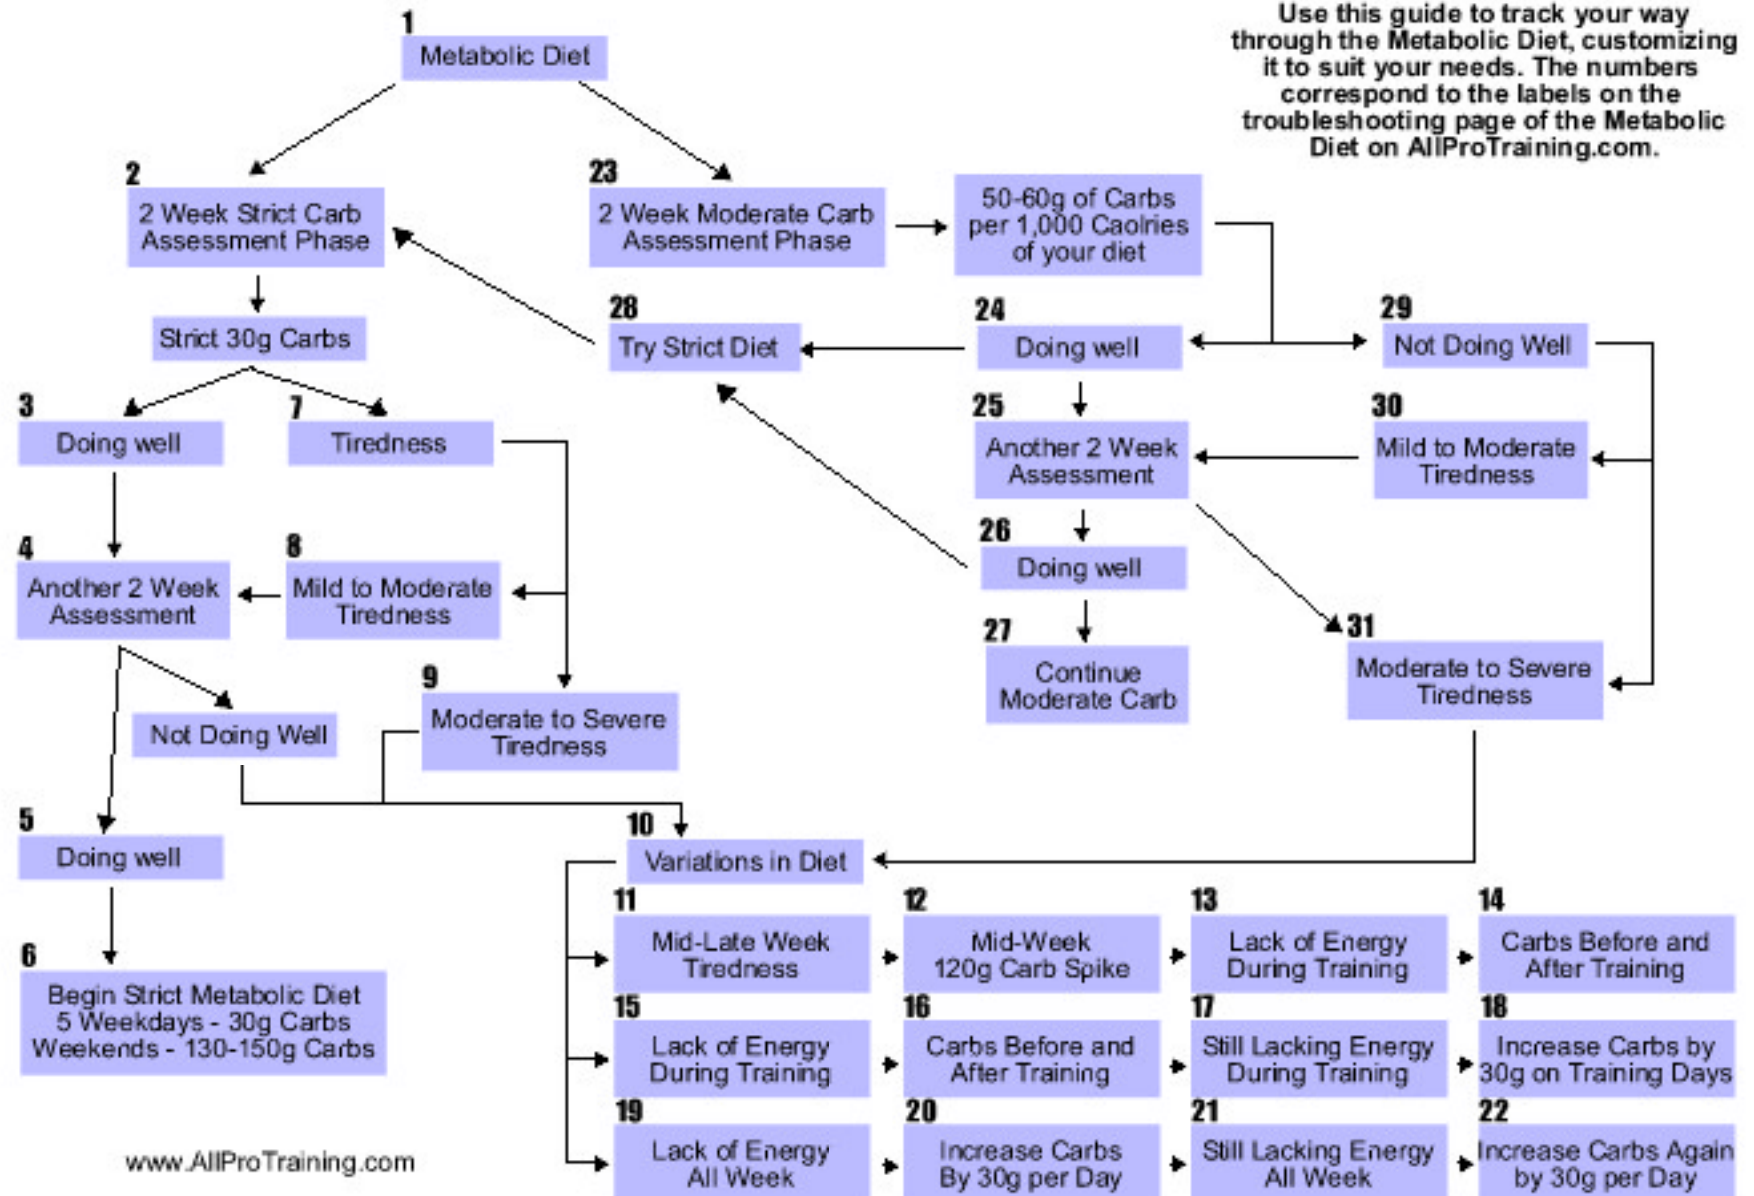 Use this guide to track your way
through the Metabolic Diet, customizing
it to suit your needs. The numbers
correspond to the labels on the
troubleshooting page of the Metabolic
Diet on AllProTraining.com.
1
Metabolic Diet
2
2 Week Strict Carb
Assessment Phase
23
2 Week Moderate Carb
Assessment Phase
50-60g of Carbs
per 1,000 Caolries
of your diet
Strict 30g Carbs
28
Try Strict Diet
24
Doing well
29
Not Doing Well
3
Doing well
7
Tiredness
25
Another 2 Week
Assessment
30
Mild to Moderate
Tiredness
4
Another 2 Week
Assessment
8
Mild to Moderate
Tiredness
26
Doing well
27
Continue
Moderate Carb
31
Moderate to Severe
Tiredness
Not Doing Well
9
Moderate to Severe
Tiredness
5
Doing well
10
Variations in Diet
6
Begin Strict Metabolic Diet
5 Weekdays - 30g Carbs
Weekends - 130-150g Carbs
11
Mid-Late Week
Tiredness
12
Mid-Week
120g Carb Spike
13
Lack of Energy
During Training
14
Carbs Before and
After Training
15
Lack of Energy
During Training
16
Carbs Before and
After Training
17
Still Lacking Energy
During Training
18
Increase Carbs by
30g on Training Days
19
Lack of Energy
All Week
20
Increase Carbs
By 30g per Day
21
Still Lacking Energy
All Week
22
Increase Carbs Again
by 30g per Day
www.AllProTraining.com